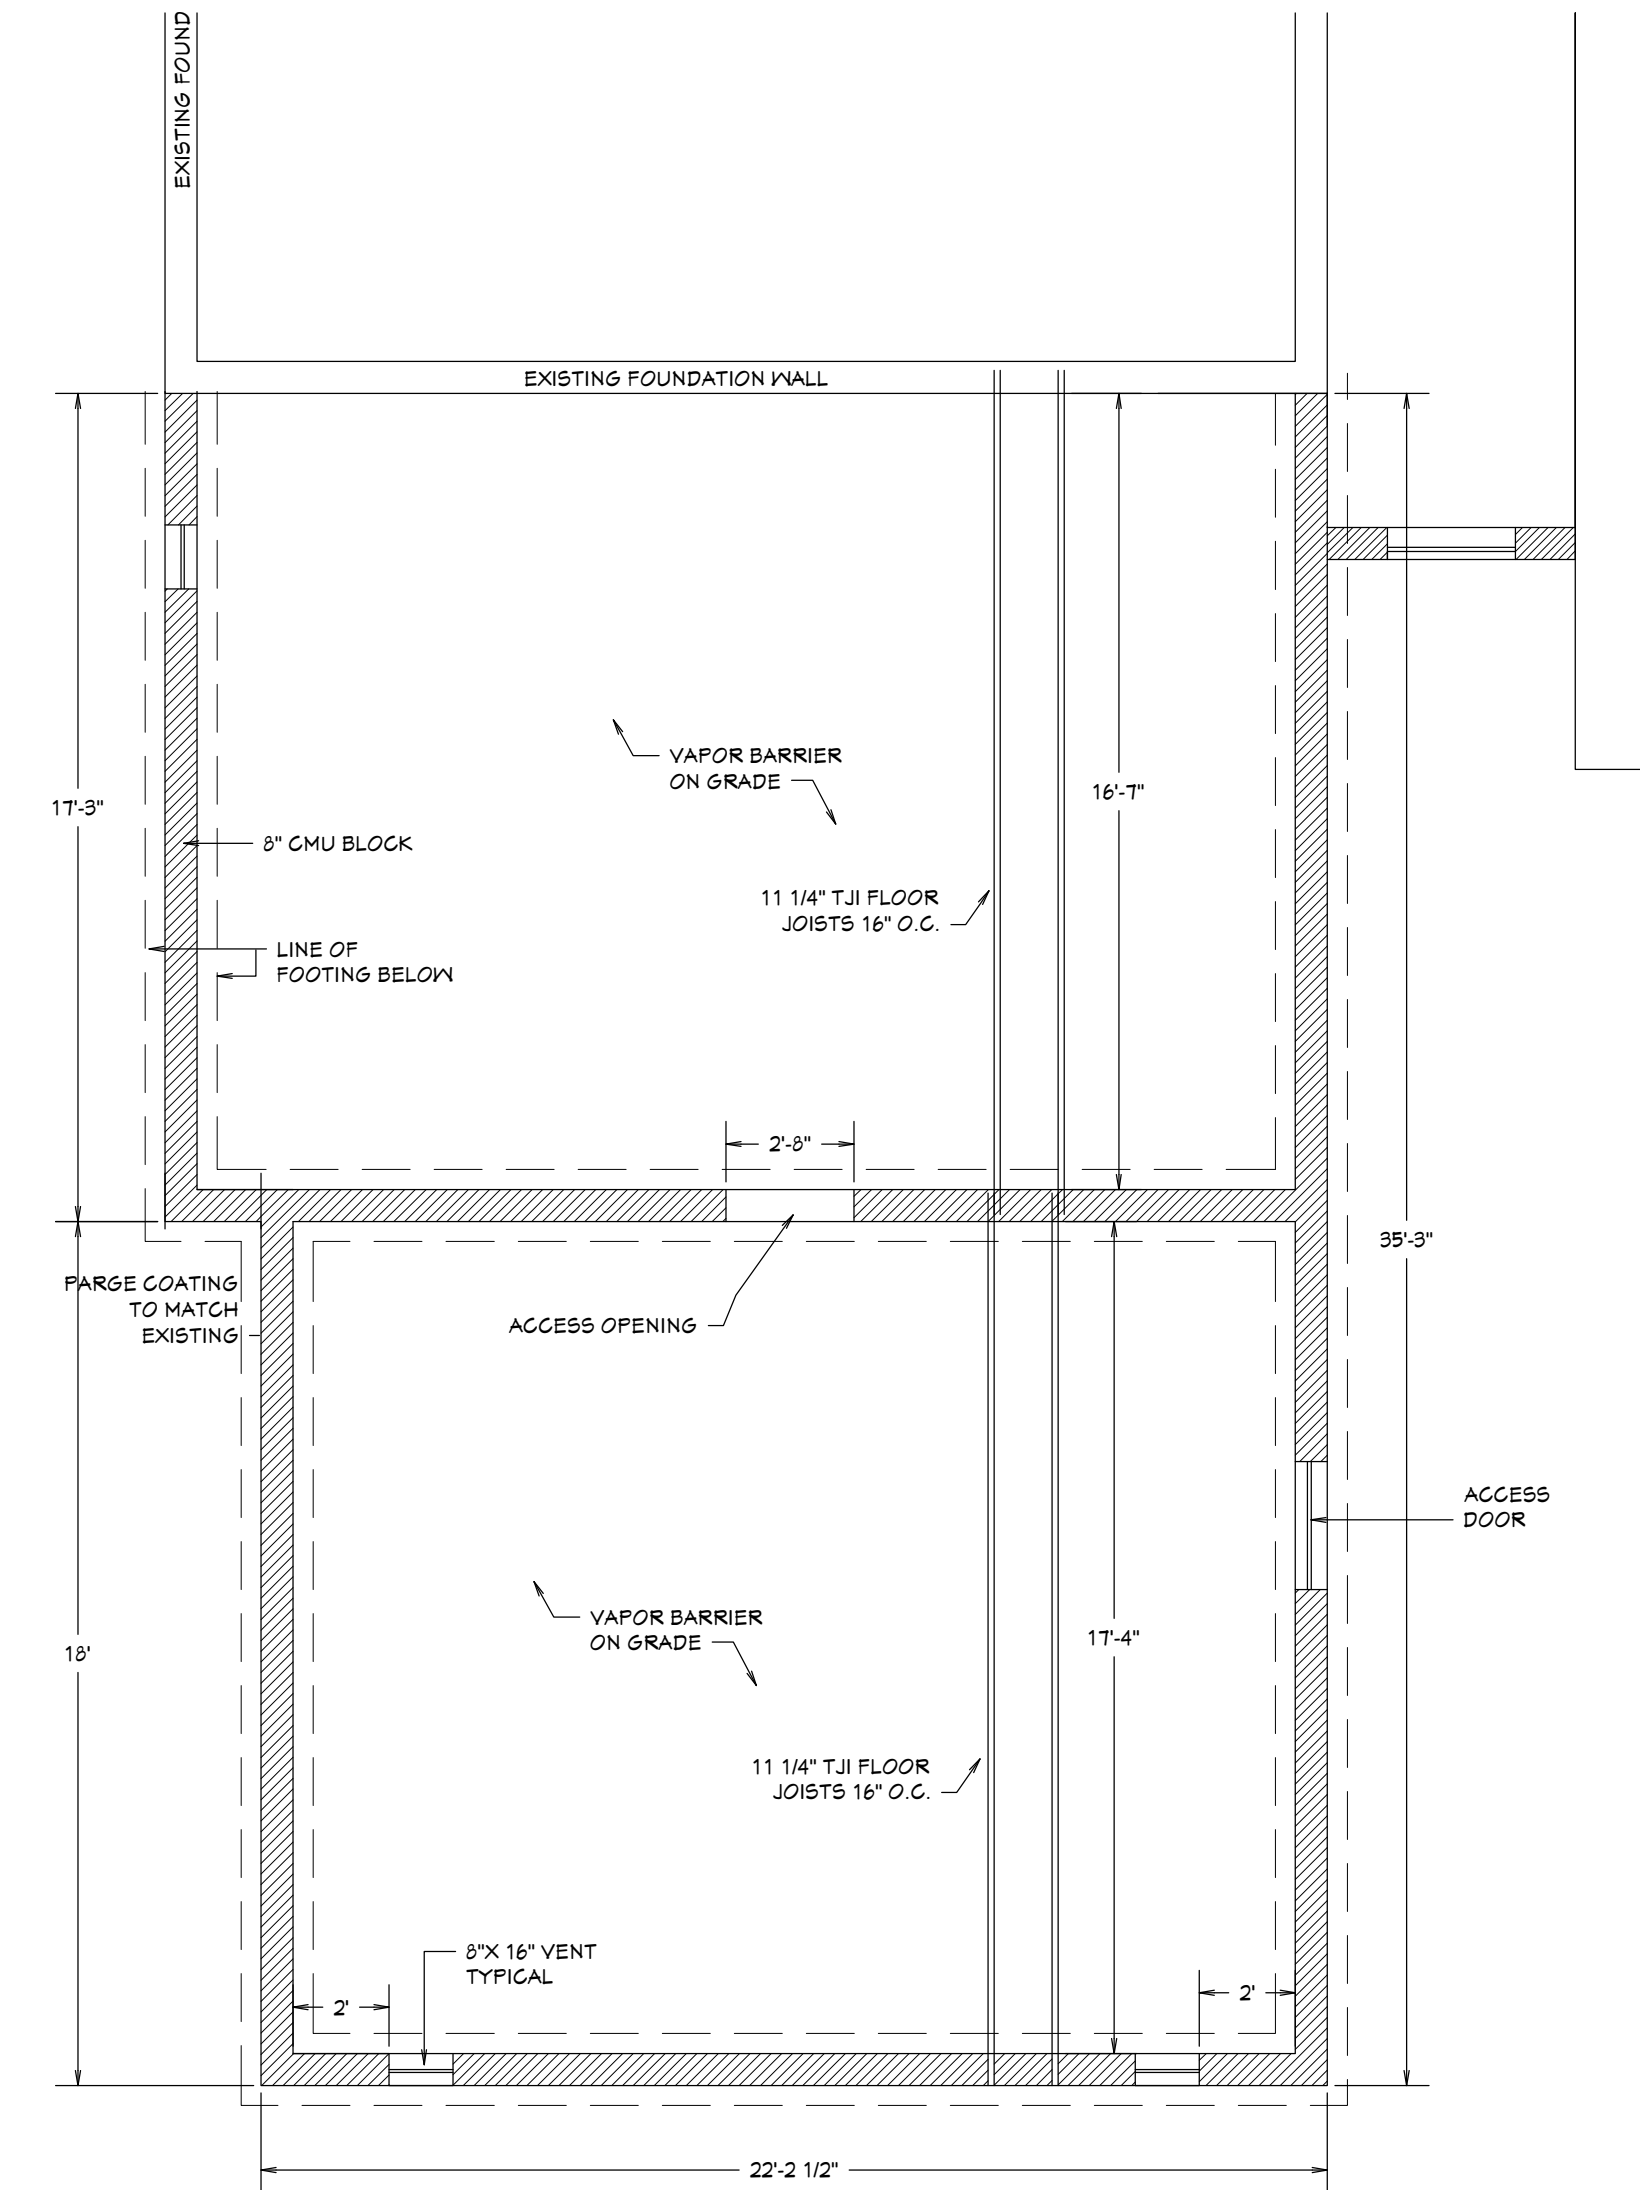 EXISTING FOUND
EXISTING FOUNDATION WALL
VAPOR BARRIER
ON GRADE
16'-7"
17'-3"
8" CMU BLOCK
11 1/4" TJI FLOOR
JOISTS 16" O.C.
LINE OF
FOOTING BELOW
2'-8"
35'-3"
PARGE COATING
TO MATCH
EXISTING
ACCESS OPENING
ACCESS
DOOR
VAPOR BARRIER
ON GRADE
17'-4"
18'
11 1/4" TJI FLOOR
JOISTS 16" O.C.
8"X 16" VENT
TYPICAL
2'
2'
22'-2 1/2"